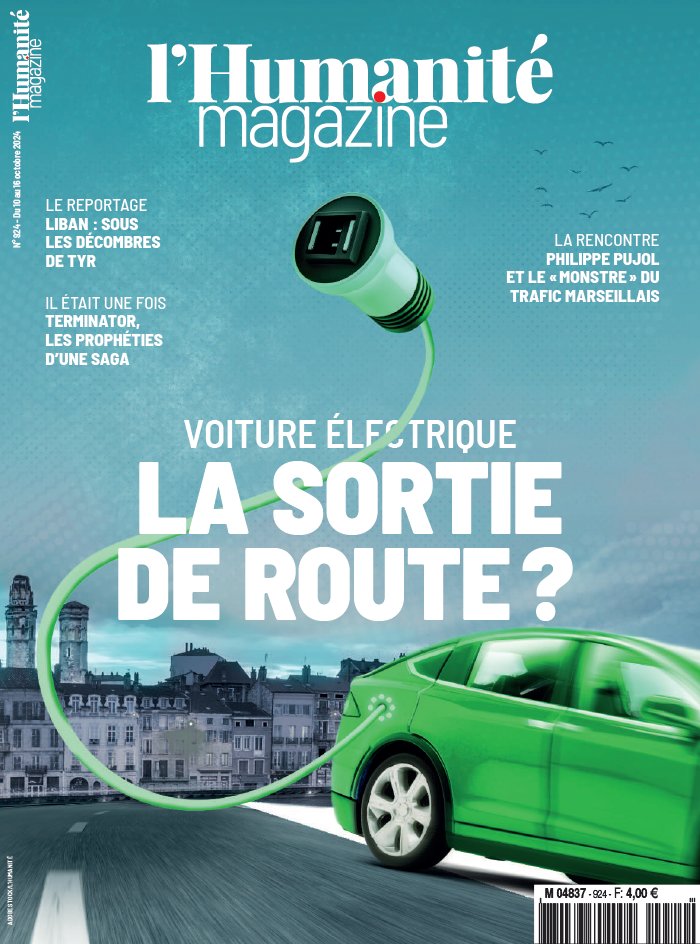 l'Humanité
magazine
N° 924 - Du 10 au 16 octobre 2024
l'Humanité
magazine
LE REPORTAGE
LIBAN : SOUS
LES DÉCOMBRES
DE TYR
IL ÉTAIT UNE FOIS
TERMINATOR,
LES PROPHÉTIES
D'UNE SAGA
LA RENCONTRE
PHILIPPE PUJOL
ET LE « MONSTRE » DU
TRAFIC MARSEILLAIS
VOITURE ÉLECTRIQUE
LA SORTIE
DE ROUTE ?
ADOBESTOCK/L'HUMANITÉ
M 04837 - 924 - F: 4,00 €